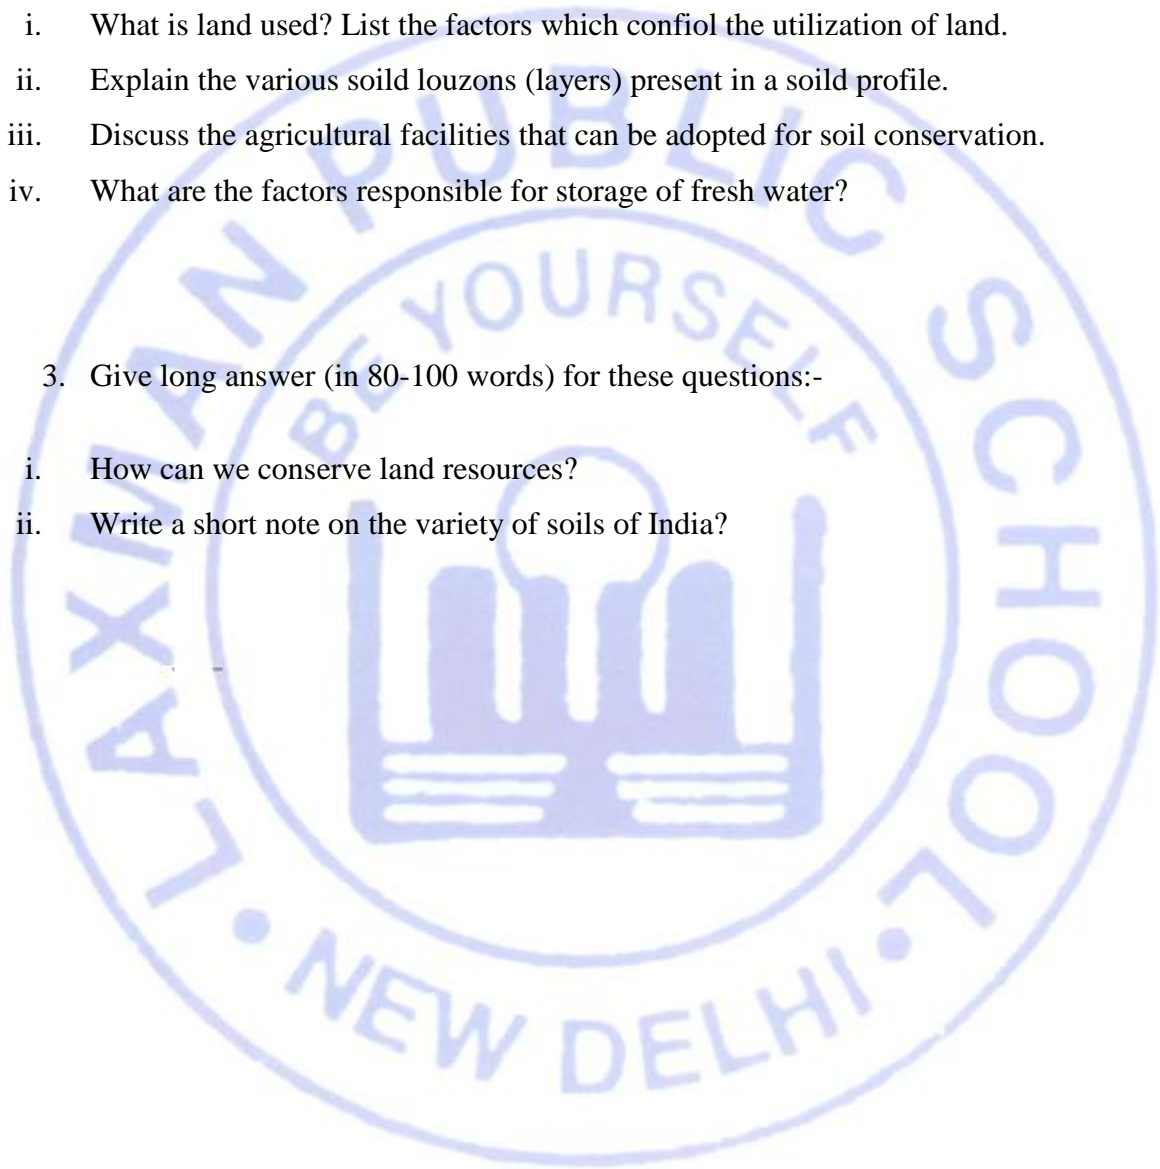 i. What is land used? List the factors which confiol the utilization of land.
ii. Explain the various soild louzons (layers) present in a soild profile.
iii. Discuss the agricultural facilities that can be adopted for soil conservation.
iv. What are the factors responsible for storage of fresh water?
3. Give long answer (in 80-100 words) for these questions:-
i. How can we conserve land resources?
ii. Write a short note on the variety of soils of India?
LAXMAN PUBLIC SCHOOL
BE YOURSELF
• NEW DELHI •